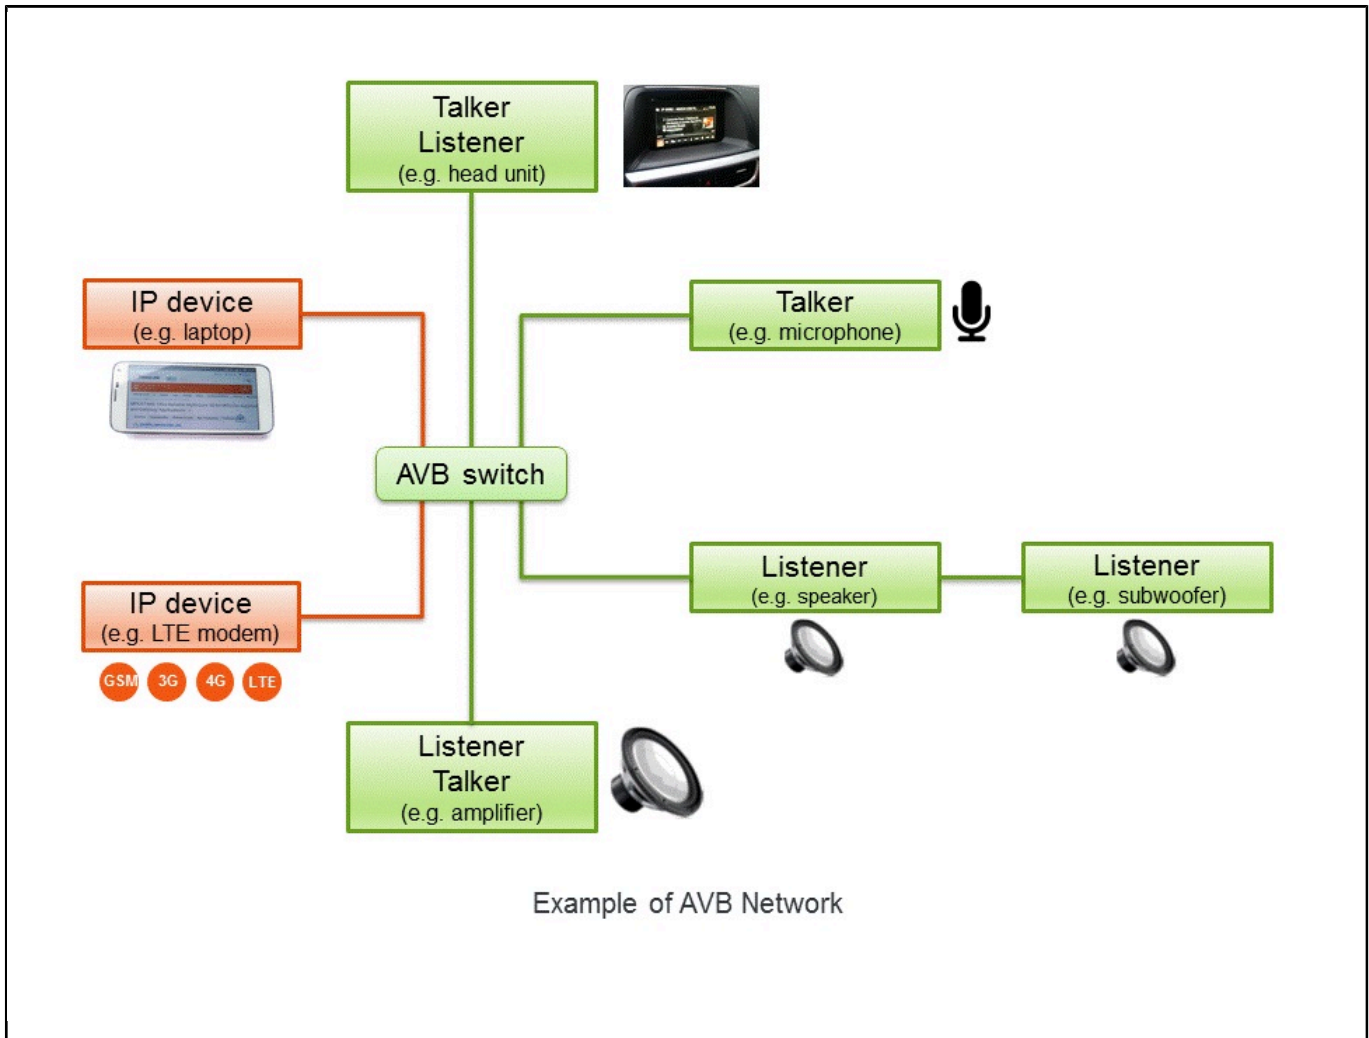 Talker
Listener
(e.g. head unit)
IP device
(e.g. laptop)
Talker
(e.g. microphone)
AVB switch
Listener
(e.g. speaker)
Listener
(e.g. subwoofer)
IP device
(e.g. LTE modem)
GSM 3G 4G LTE
Listener
Talker
(e.g. amplifier)
Example of AVB Network